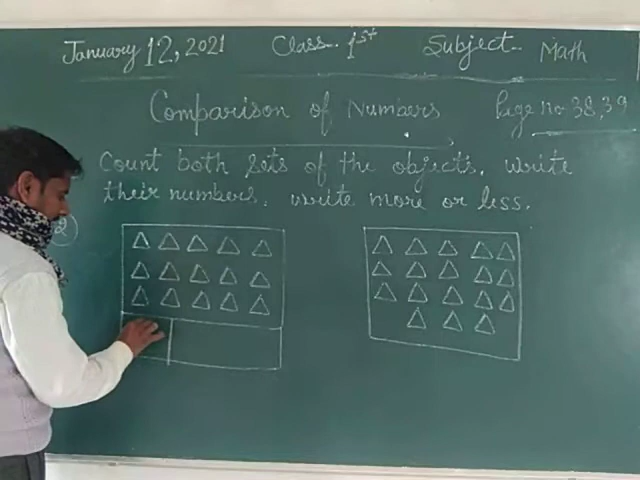 January 12, 2021 Class - 1st Subject - Math
Comparison of Numbers Page no 38,39
Count both sets of the objects. Write
their numbers. write more or less.
2